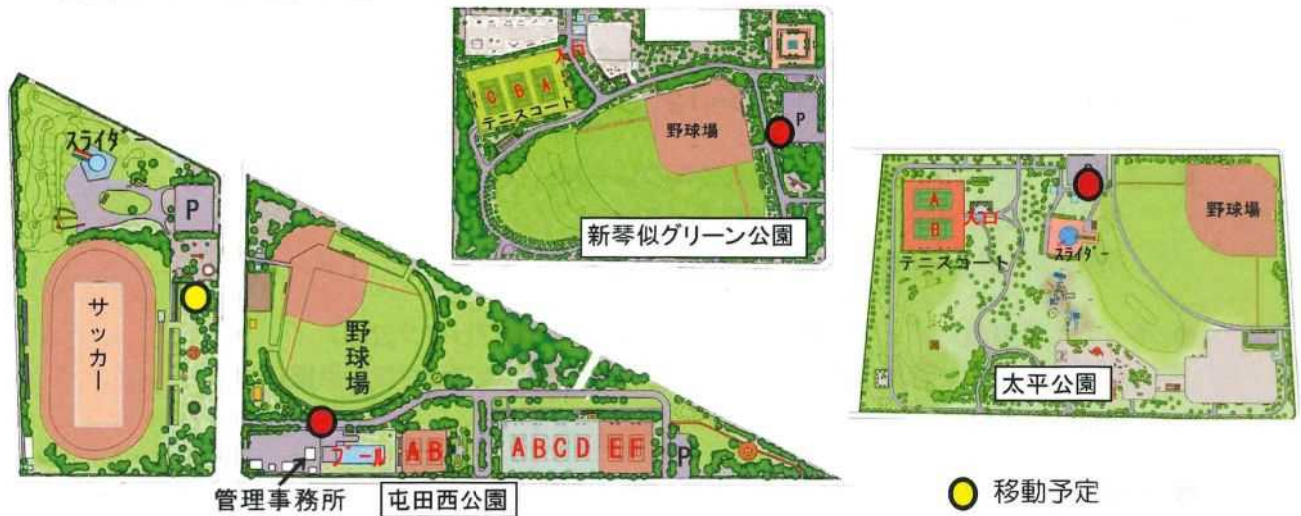 スライダー
P
サッカー
野球場
プール
AB
ABCD EF
P
管理事務所
屯田西公園
入口
C B A
テニスコート
野球場
P
新琴似グリーン公園
A
B
入口
テニスコート
スライダー
野球場
太平公園
移動予定